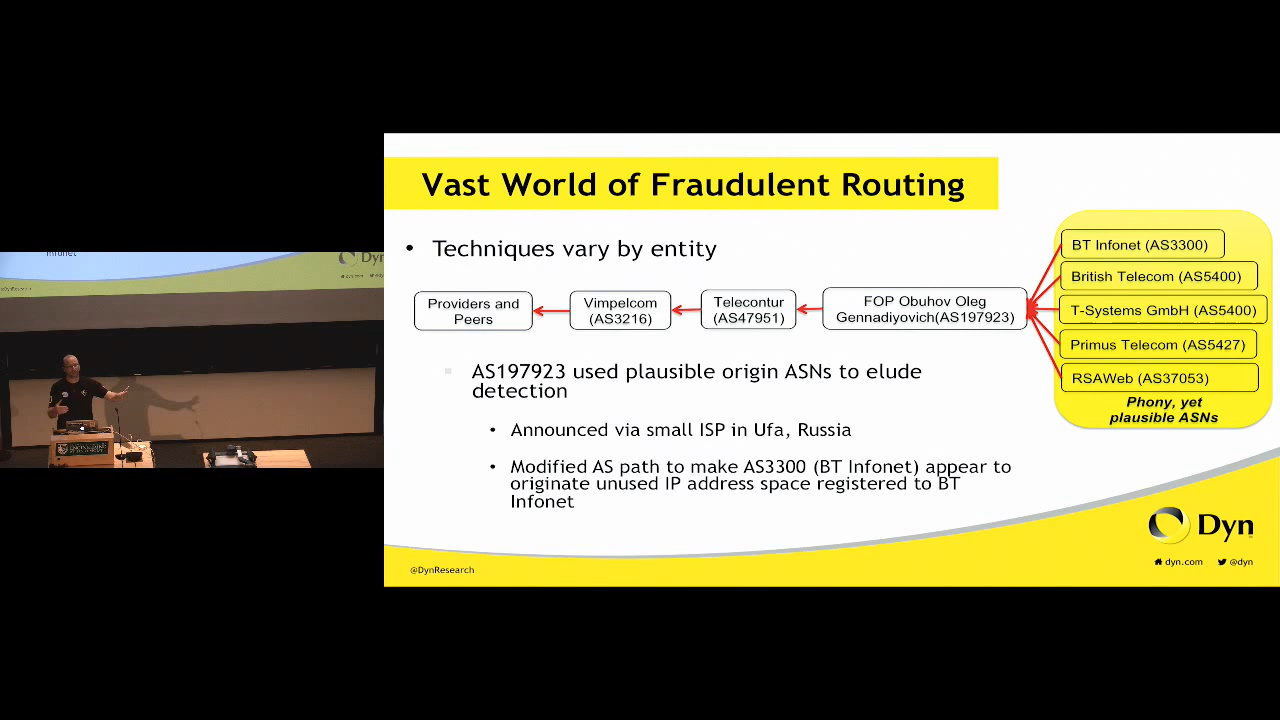 Vast World of Fraudulent Routing
• Techniques vary by entity
Providers and
Peers
Vimpelcom
(AS3216)
Telecontur
(AS47951)
FOP Obuhov Oleg
Gennadiyovich(AS197923)
BT Infonet (AS3300)
British Telecom (AS5400)
T-Systems GmbH (AS5400)
Primus Telecom (AS5427)
RSAWeb (AS37053)
Phony, yet
plausible ASNs
AS197923 used plausible origin ASNs to elude
detection
• Announced via small ISP in Ufa, Russia
• Modified AS path to make AS3300 (BT Infonet) appear to
originate unused IP address space registered to BT
Infonet
Dyn
@DynResearch
dyn.com
@dyn
Infonet
Dyn